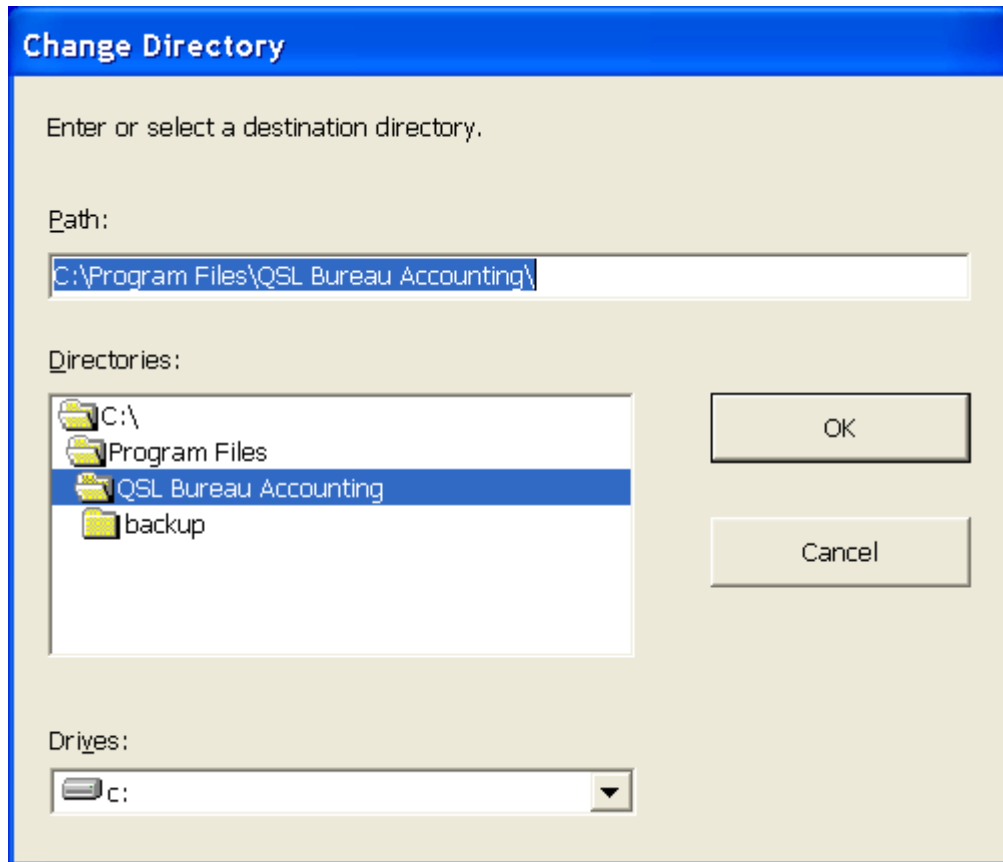 Change Directory
Enter or select a destination directory.
Path:
C:\Program Files\QSL Bureau Accounting\
Directories:
C:\
Program Files
QSL Bureau Accounting
backup
OK
Cancel
Drives:
c: